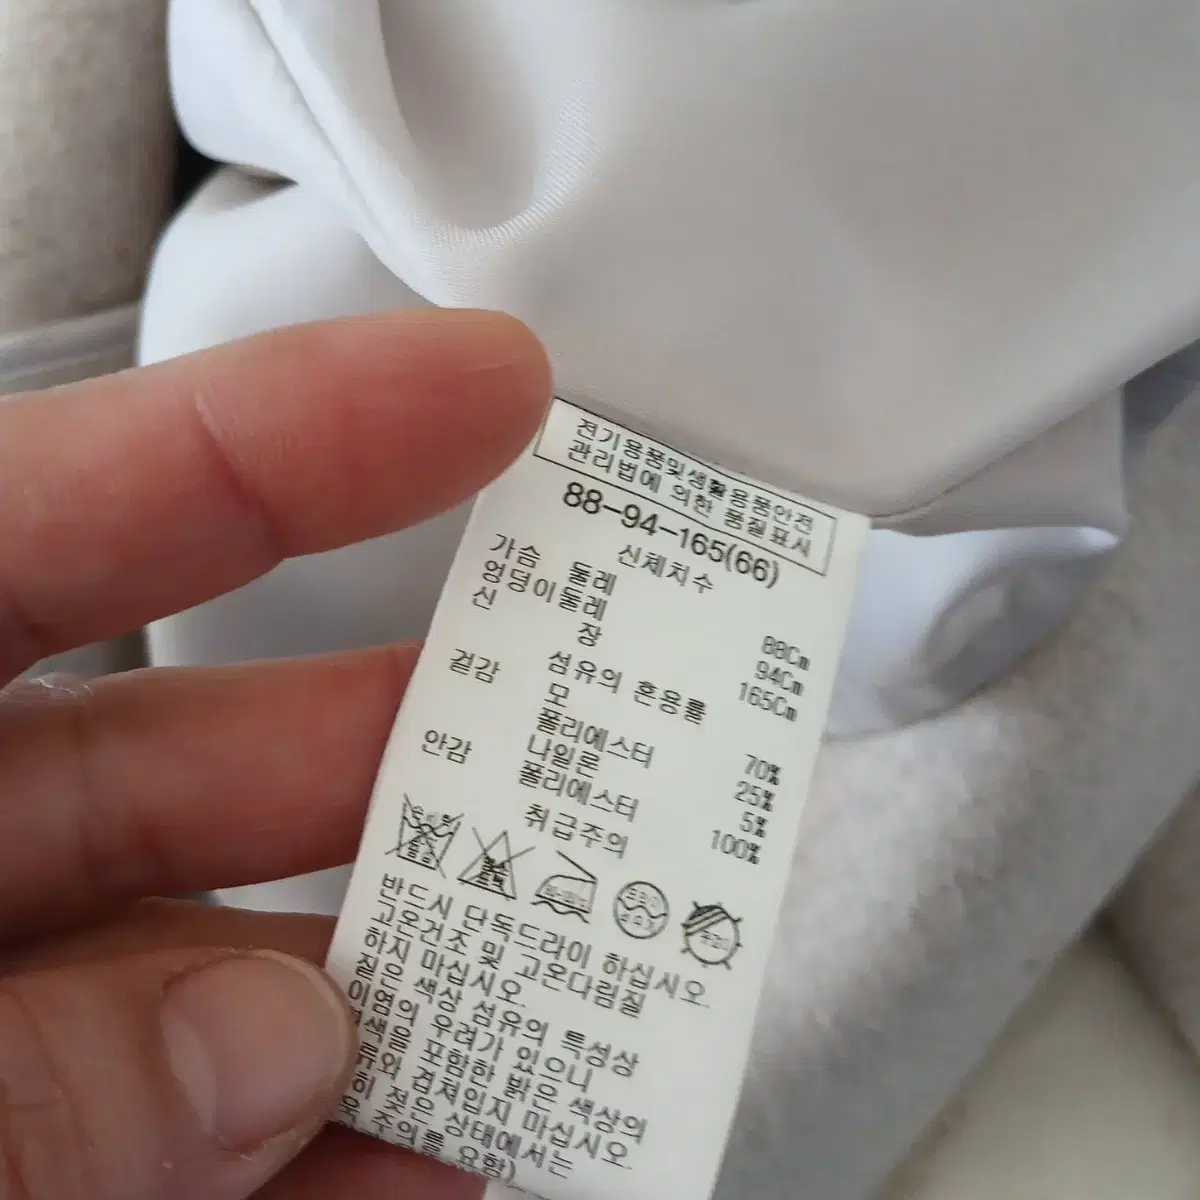 전기용품및생활용품안전
관리법에 의한 품질표시
88-94-165(66)
신체치수
가슴 둘레 88Cm
엉덩이둘레 94Cm
신 장 165Cm
섬유의 혼용률
겉감 모 70%
폴리에스터 25%
나일론 5%
안감 폴리에스터 100%
취급주의
반드시 단독드라이 하십시오
고온건조 및 고온다림질
하지 마십시오.
짙은 색상 섬유의 특성상
이염의 우려가 있으니
색을 포함한 밝은 색상의
류와 겹쳐입지 마십시오.
히 젖은 상태에서는
주의를 요함)